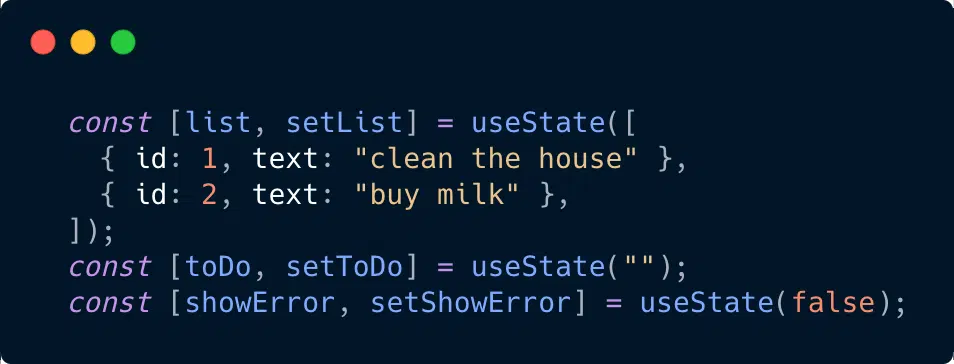 const [list, setList] = useState([
  { id: 1, text: "clean the house" },
  { id: 2, text: "buy milk" },
]);
const [toDo, setToDo] = useState("");
const [showError, setShowError] = useState(false);